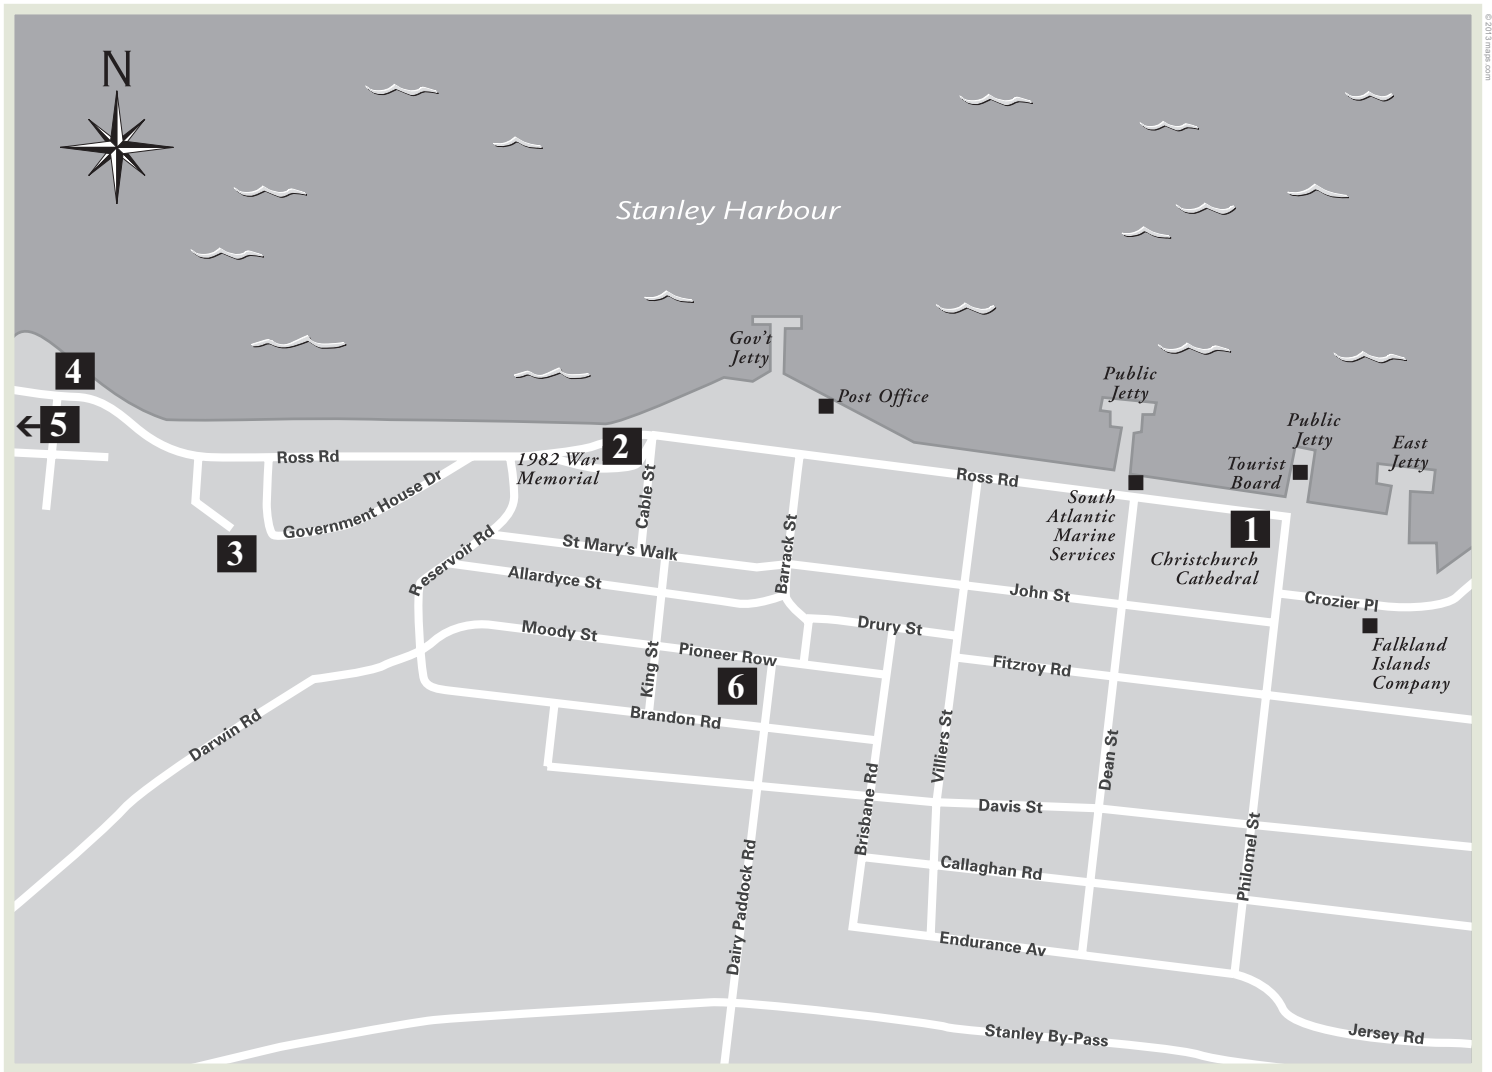 © 2013 maps.com
N
Stanley Harbour
Gov't
Jetty
Post Office
Public
Jetty
Public
Jetty
East
Jetty
Tourist
Board
4
5
2
1982 War
Memorial
Ross Rd
Ross Rd
South
Atlantic
Marine
Services
1
Christchurch
Cathedral
Government House Dr
Cable St
3
Reservoir Rd
St Mary's Walk
Barrack St
Allardyce St
John St
Crozier Pl
Falkland
Islands
Company
Moody St
Pioneer Row
Drury St
Fitzroy Rd
King St
6
Brandon Rd
Darwin Rd
Villiers St
Dean St
Brisbane Rd
Davis St
Philomel St
Callaghan Rd
Dairy Paddock Rd
Endurance Av
Stanley By-Pass
Jersey Rd